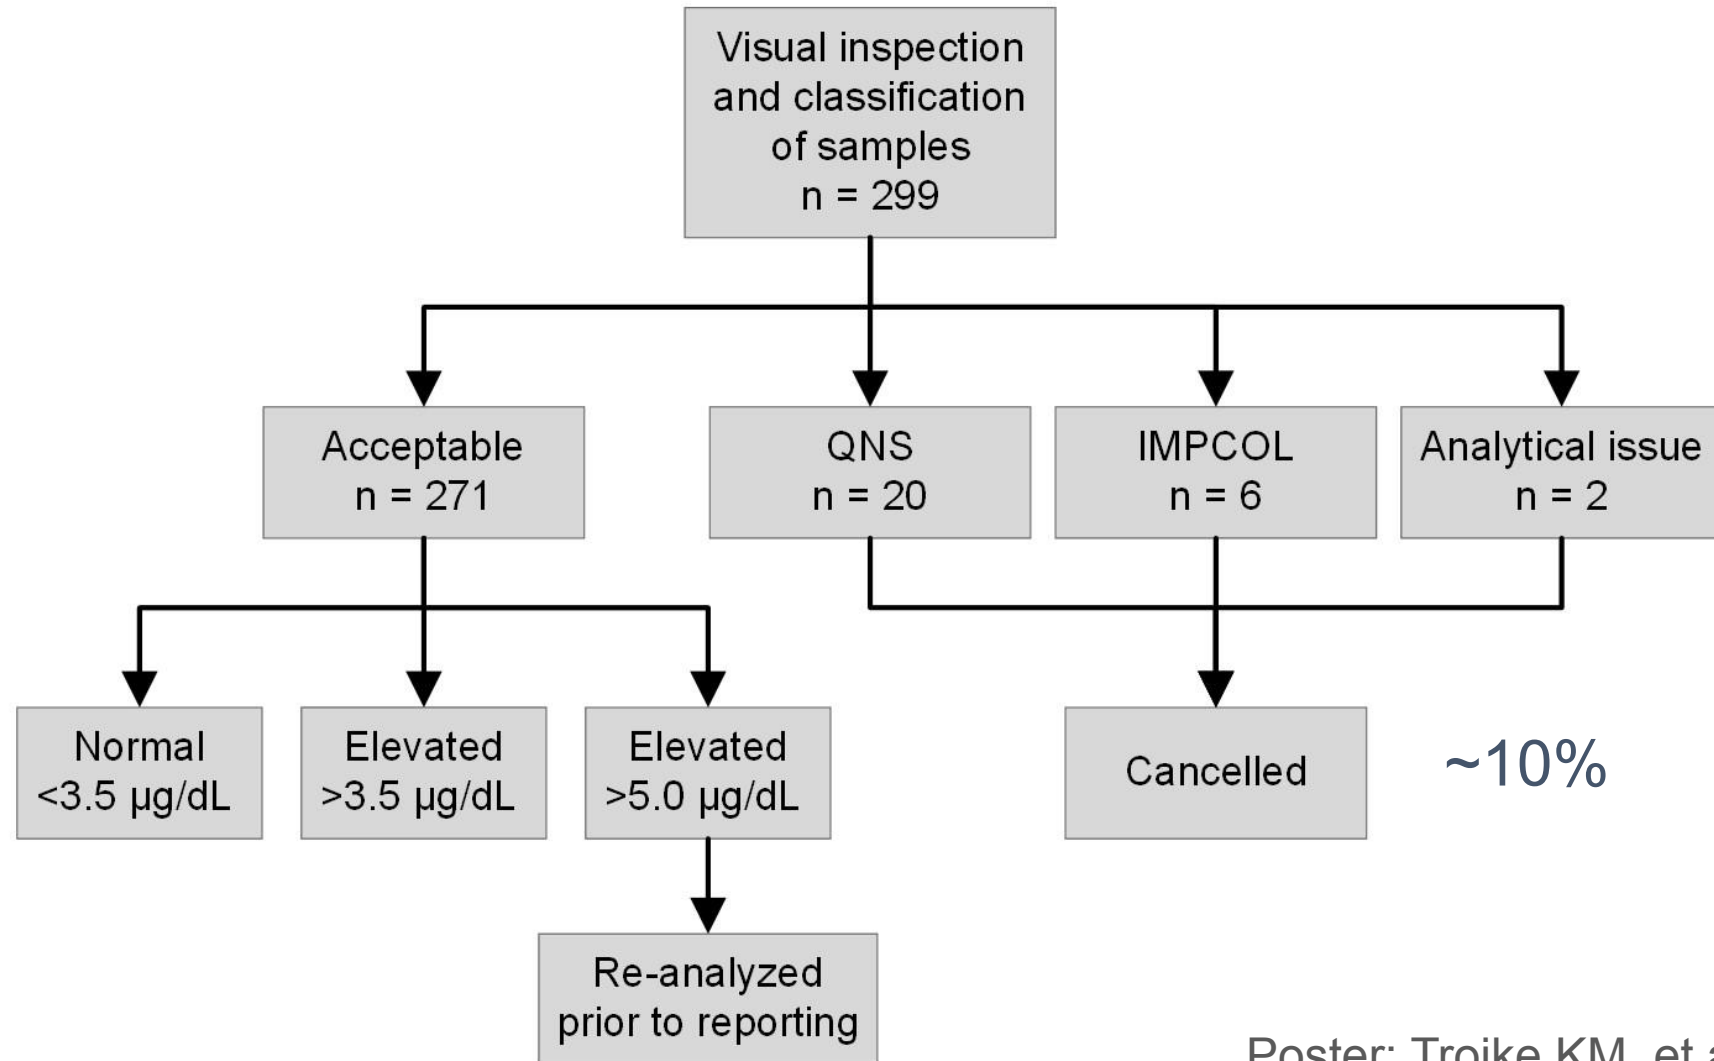 Visual inspection
and classification
of samples
n = 299
Acceptable
n = 271
QNS
n = 20
IMPCOL
n = 6
Analytical issue
n = 2
Normal
<3.5 µg/dL
Elevated
>3.5 µg/dL
Elevated
>5.0 µg/dL
Cancelled
~10%
Re-analyzed
prior to reporting
Poster: Troike KM, et a